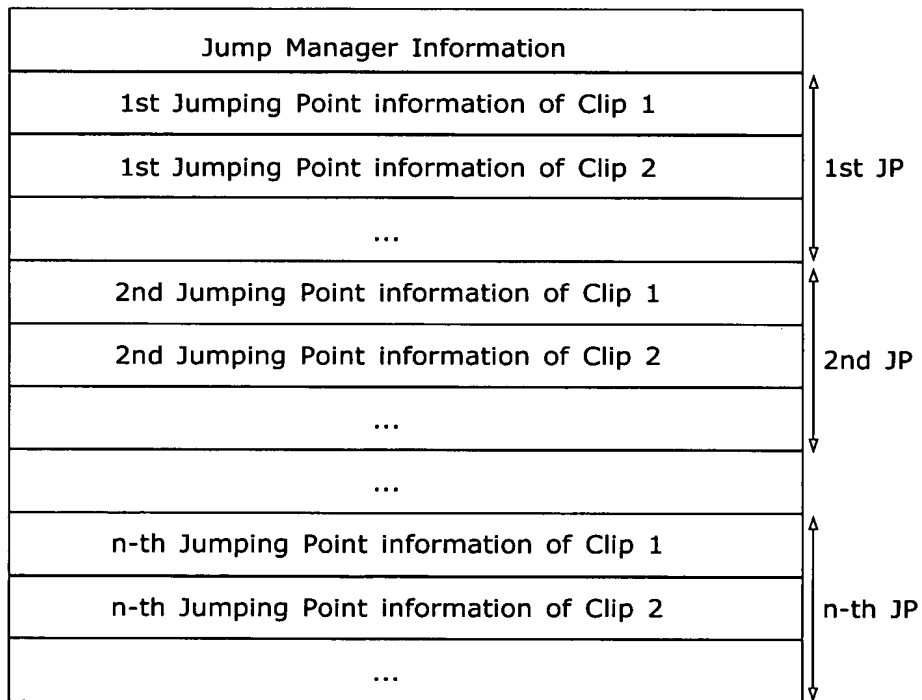 Jump Manager Information
1st Jumping Point information of Clip 1
1st Jumping Point information of Clip 2
1st JP
...
2nd Jumping Point information of Clip 1
2nd Jumping Point information of Clip 2
2nd JP
...
...
n-th Jumping Point information of Clip 1
n-th Jumping Point information of Clip 2
n-th JP
...